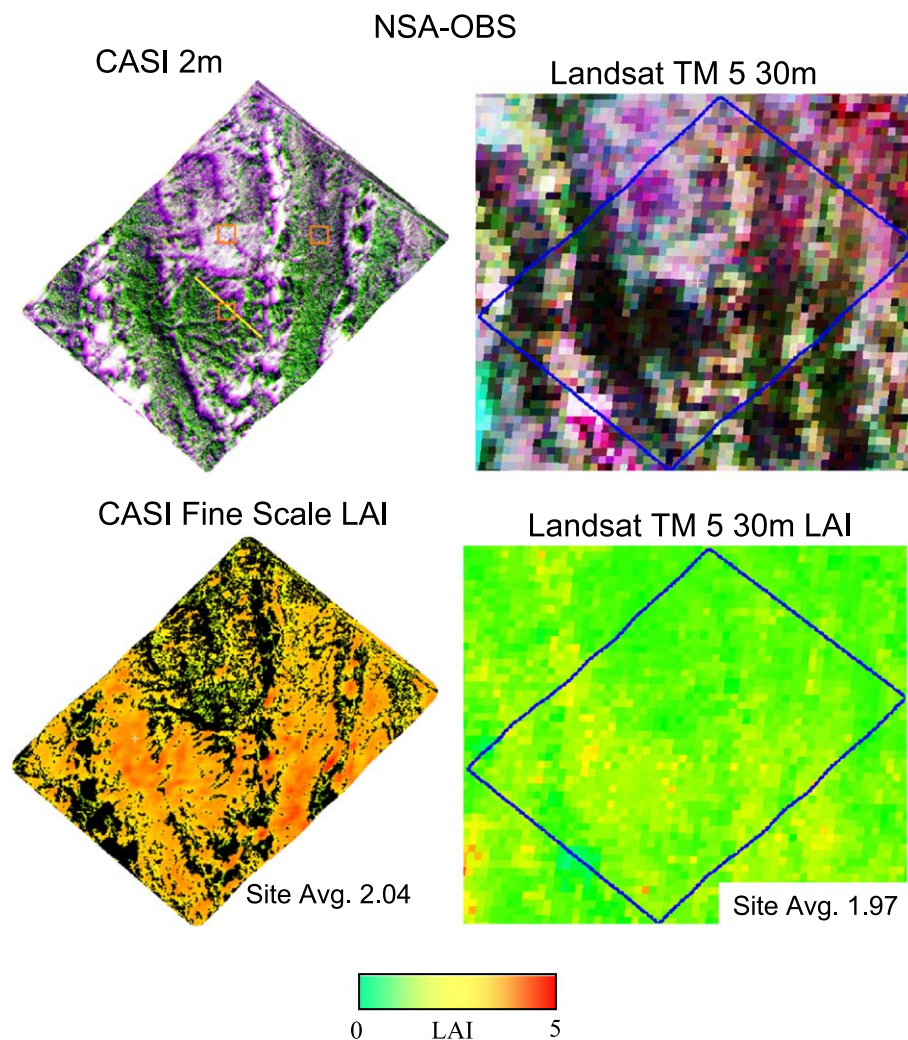 NSA-OBS
CASI 2m
Landsat TM 5 30m
CASI Fine Scale LAI
Landsat TM 5 30m LAI
Site Avg. 2.04
Site Avg. 1.97
0 LAI 5